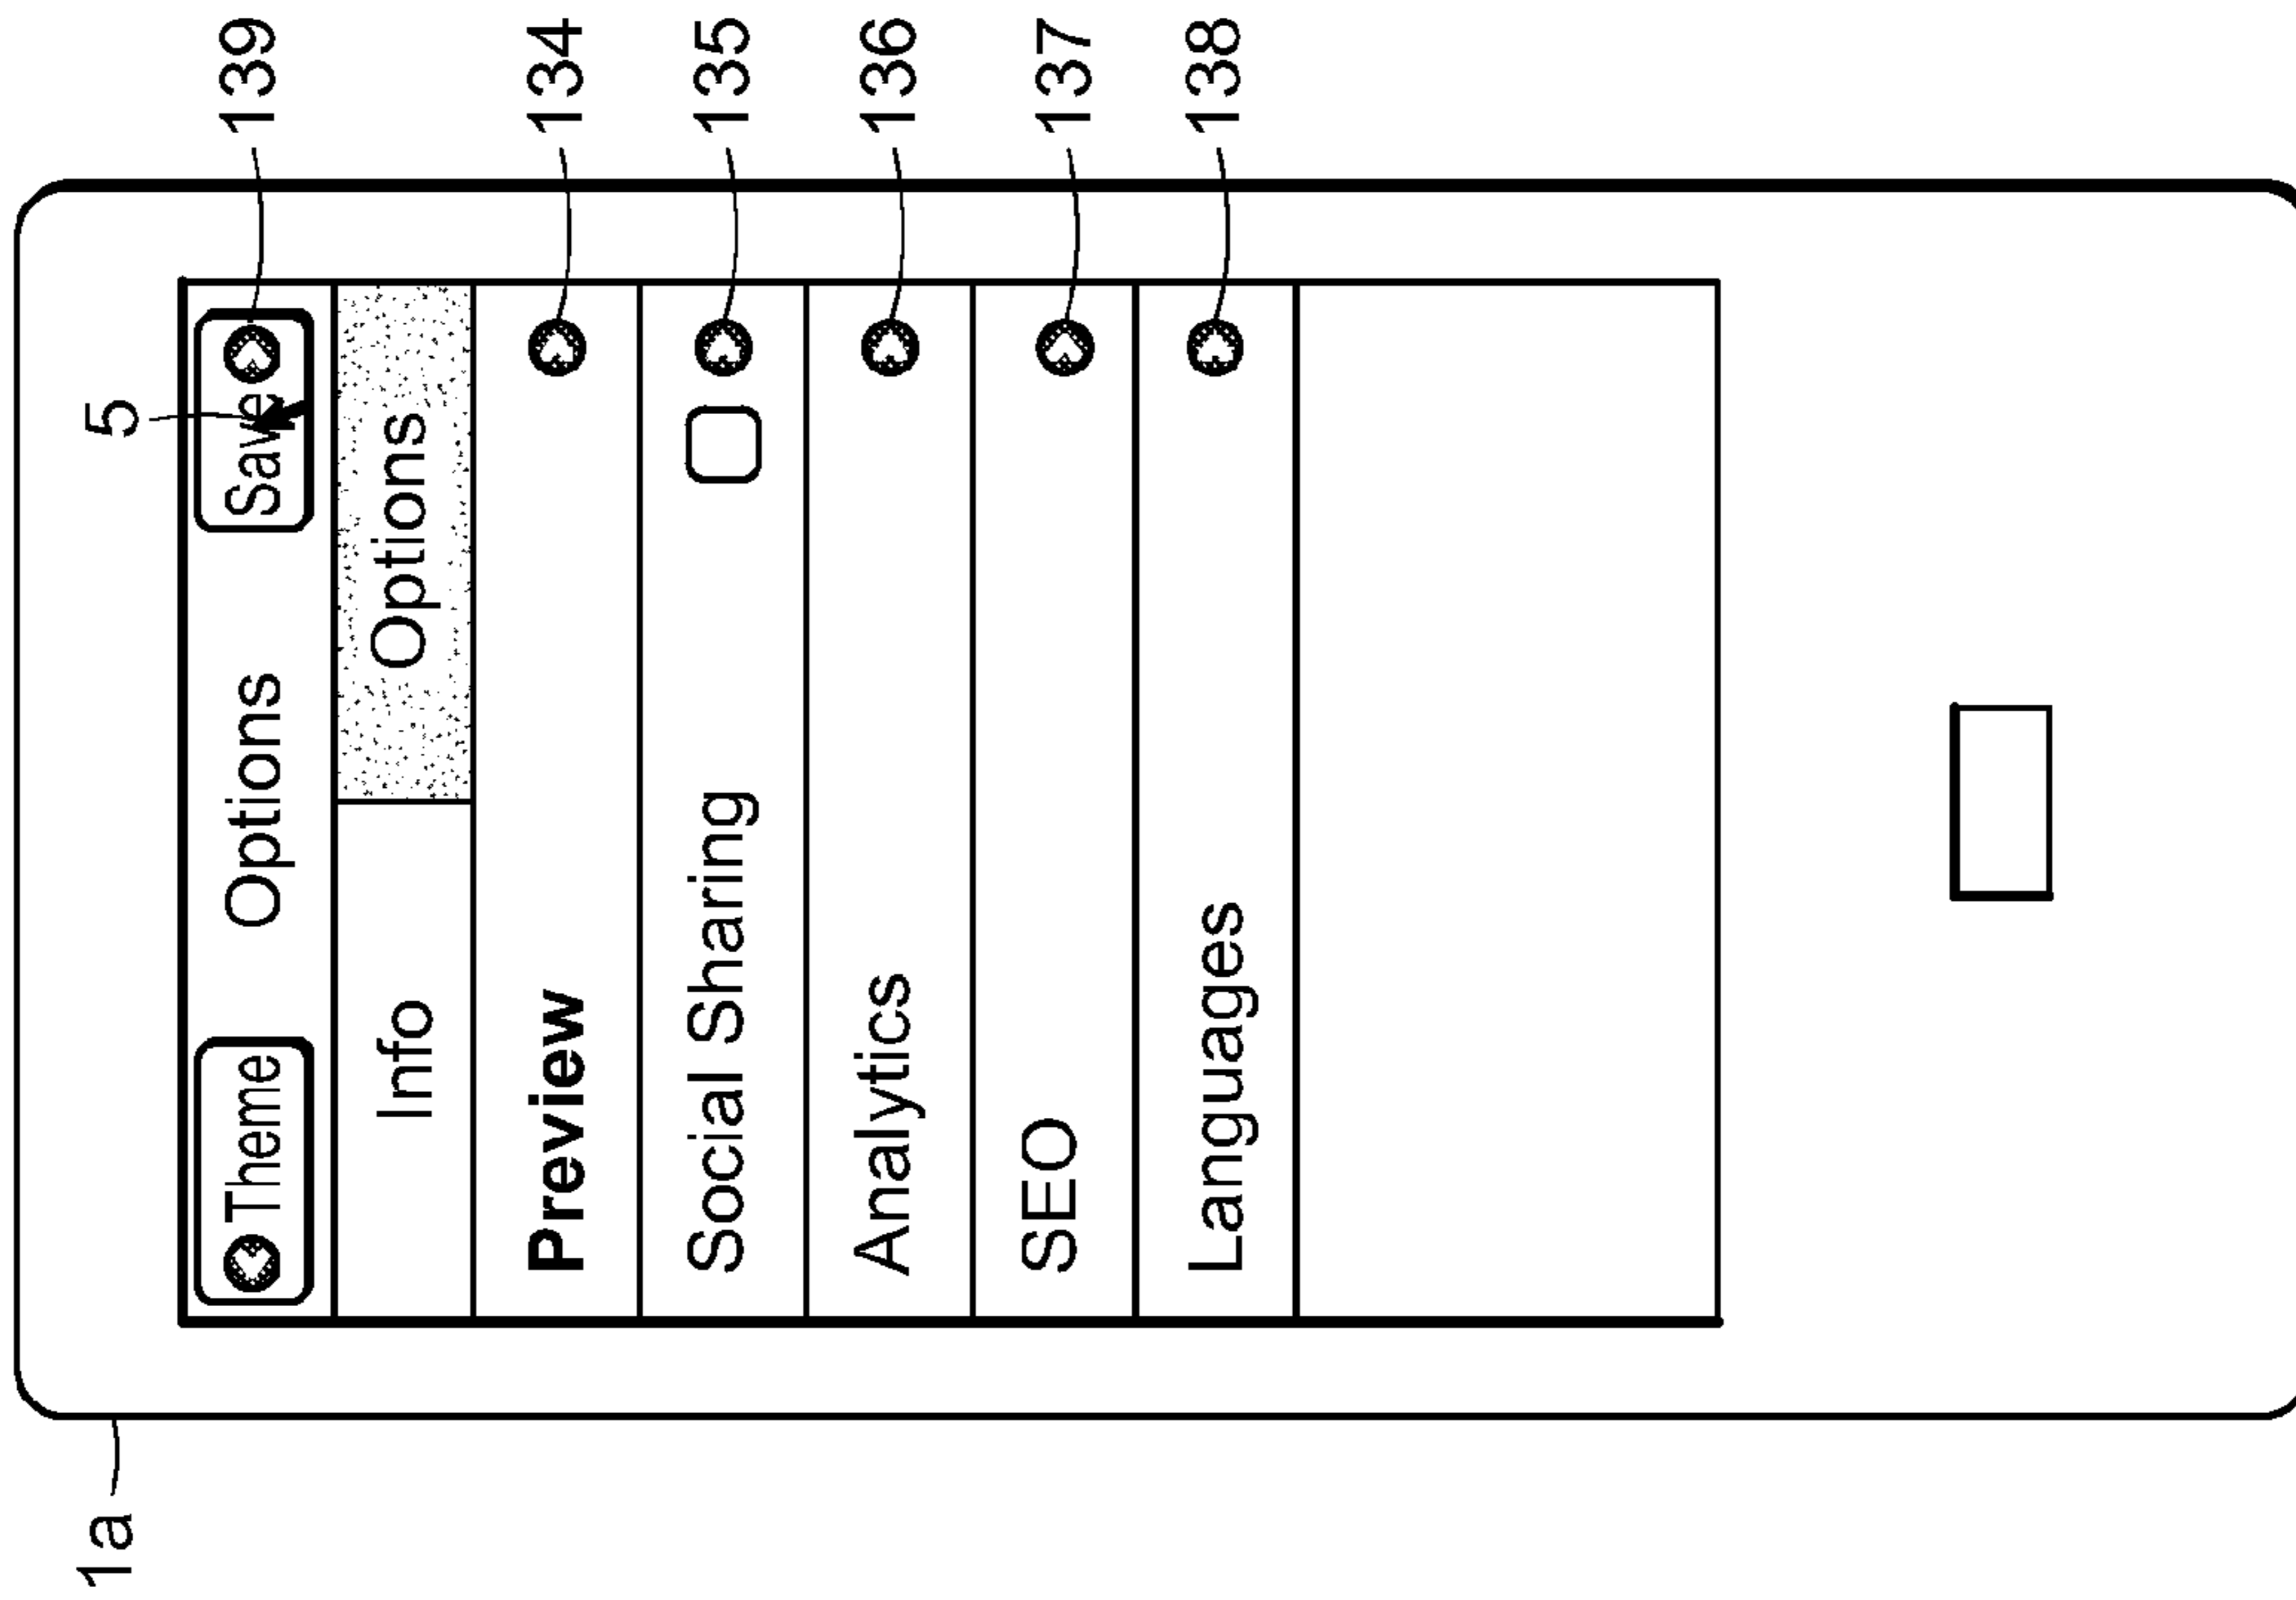 1a
5
Theme Options Save 139
Info Options
Preview 134
Social Sharing 135
Analytics 136
SEO 137
Languages 138